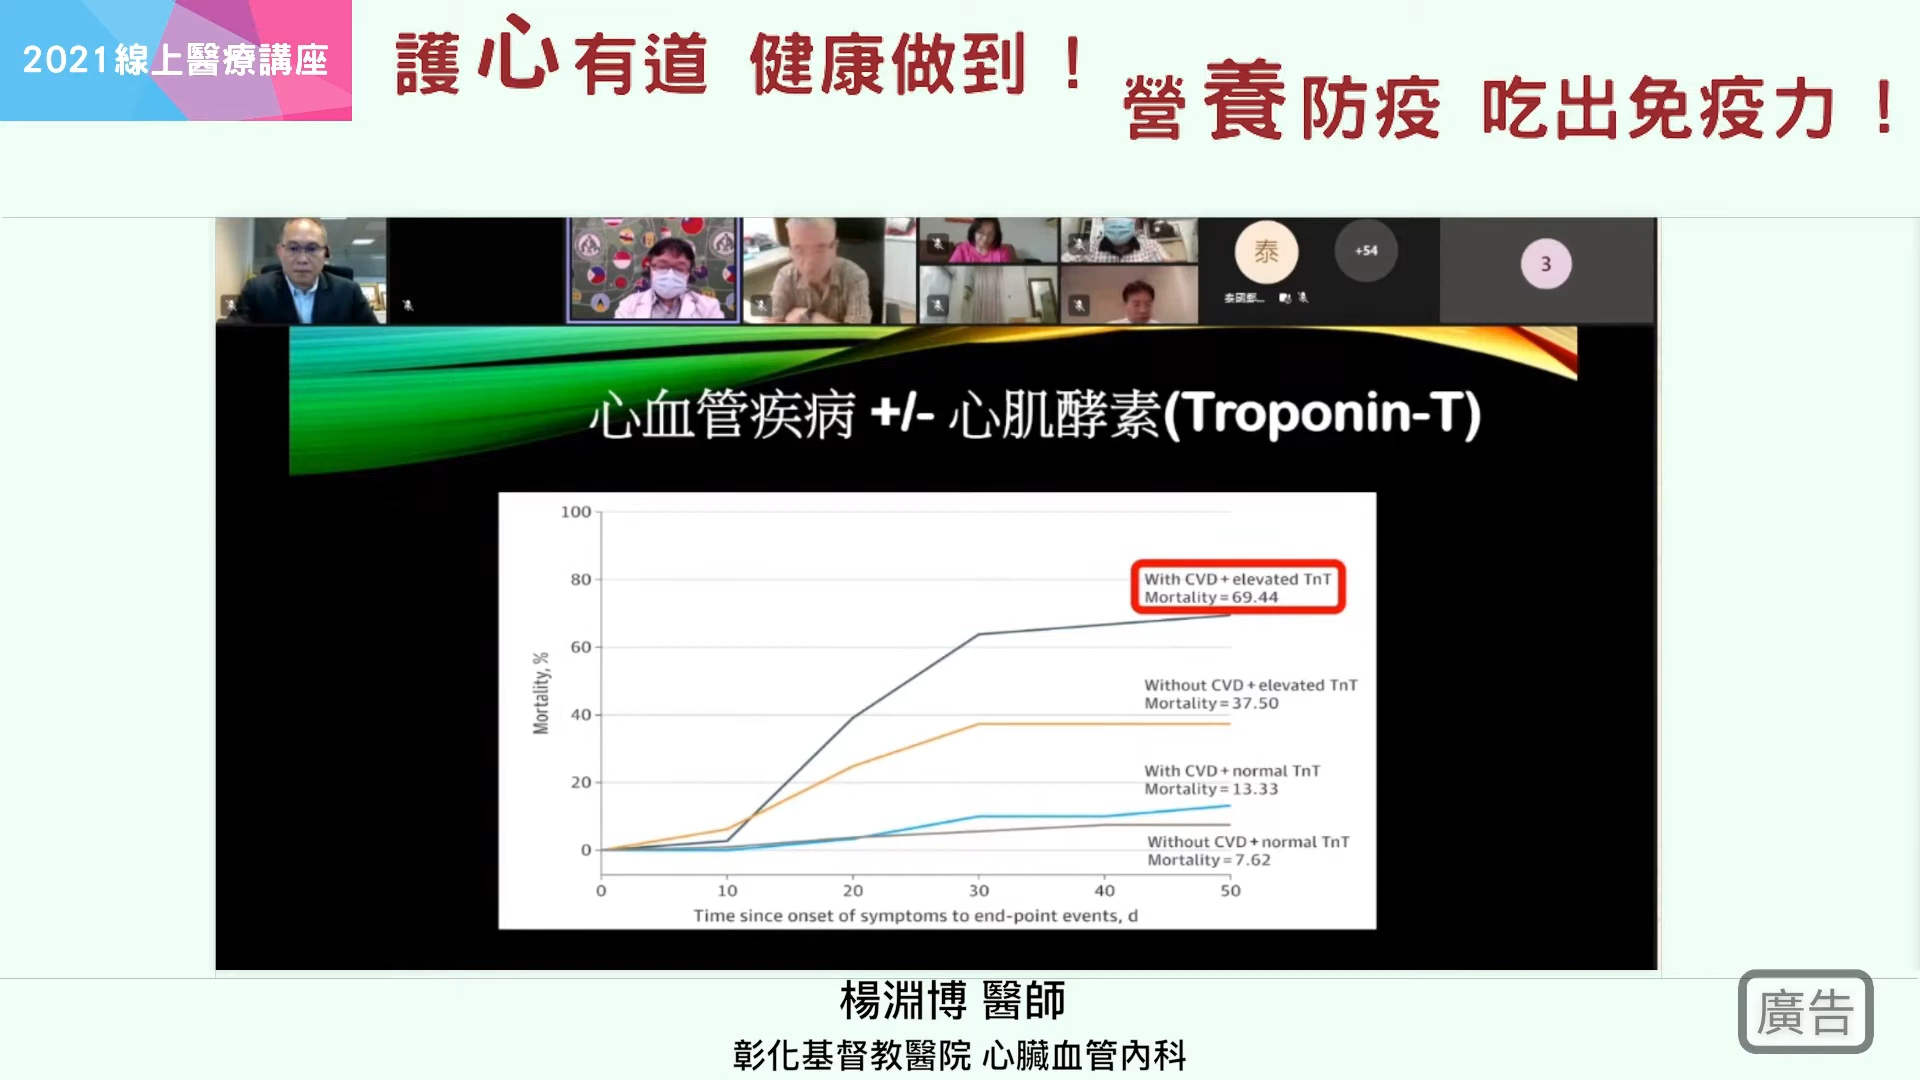 2021線上醫療講座
護心有道 健康做到！
營養防疫 吃出免疫力！
泰
+54
3
心血管疾病 +/- 心肌酵素(Troponin-T)
100
80
60
40
20
0
Mortality, %
With CVD + elevated TnT
Mortality = 69.44
Without CVD + elevated TnT
Mortality = 37.50
With CVD + normal TnT
Mortality = 13.33
Without CVD + normal TnT
Mortality = 7.62
0 10 20 30 40 50
Time since onset of symptoms to end-point events, d
楊淵博 醫師
彰化基督教醫院 心臟血管內科
廣告